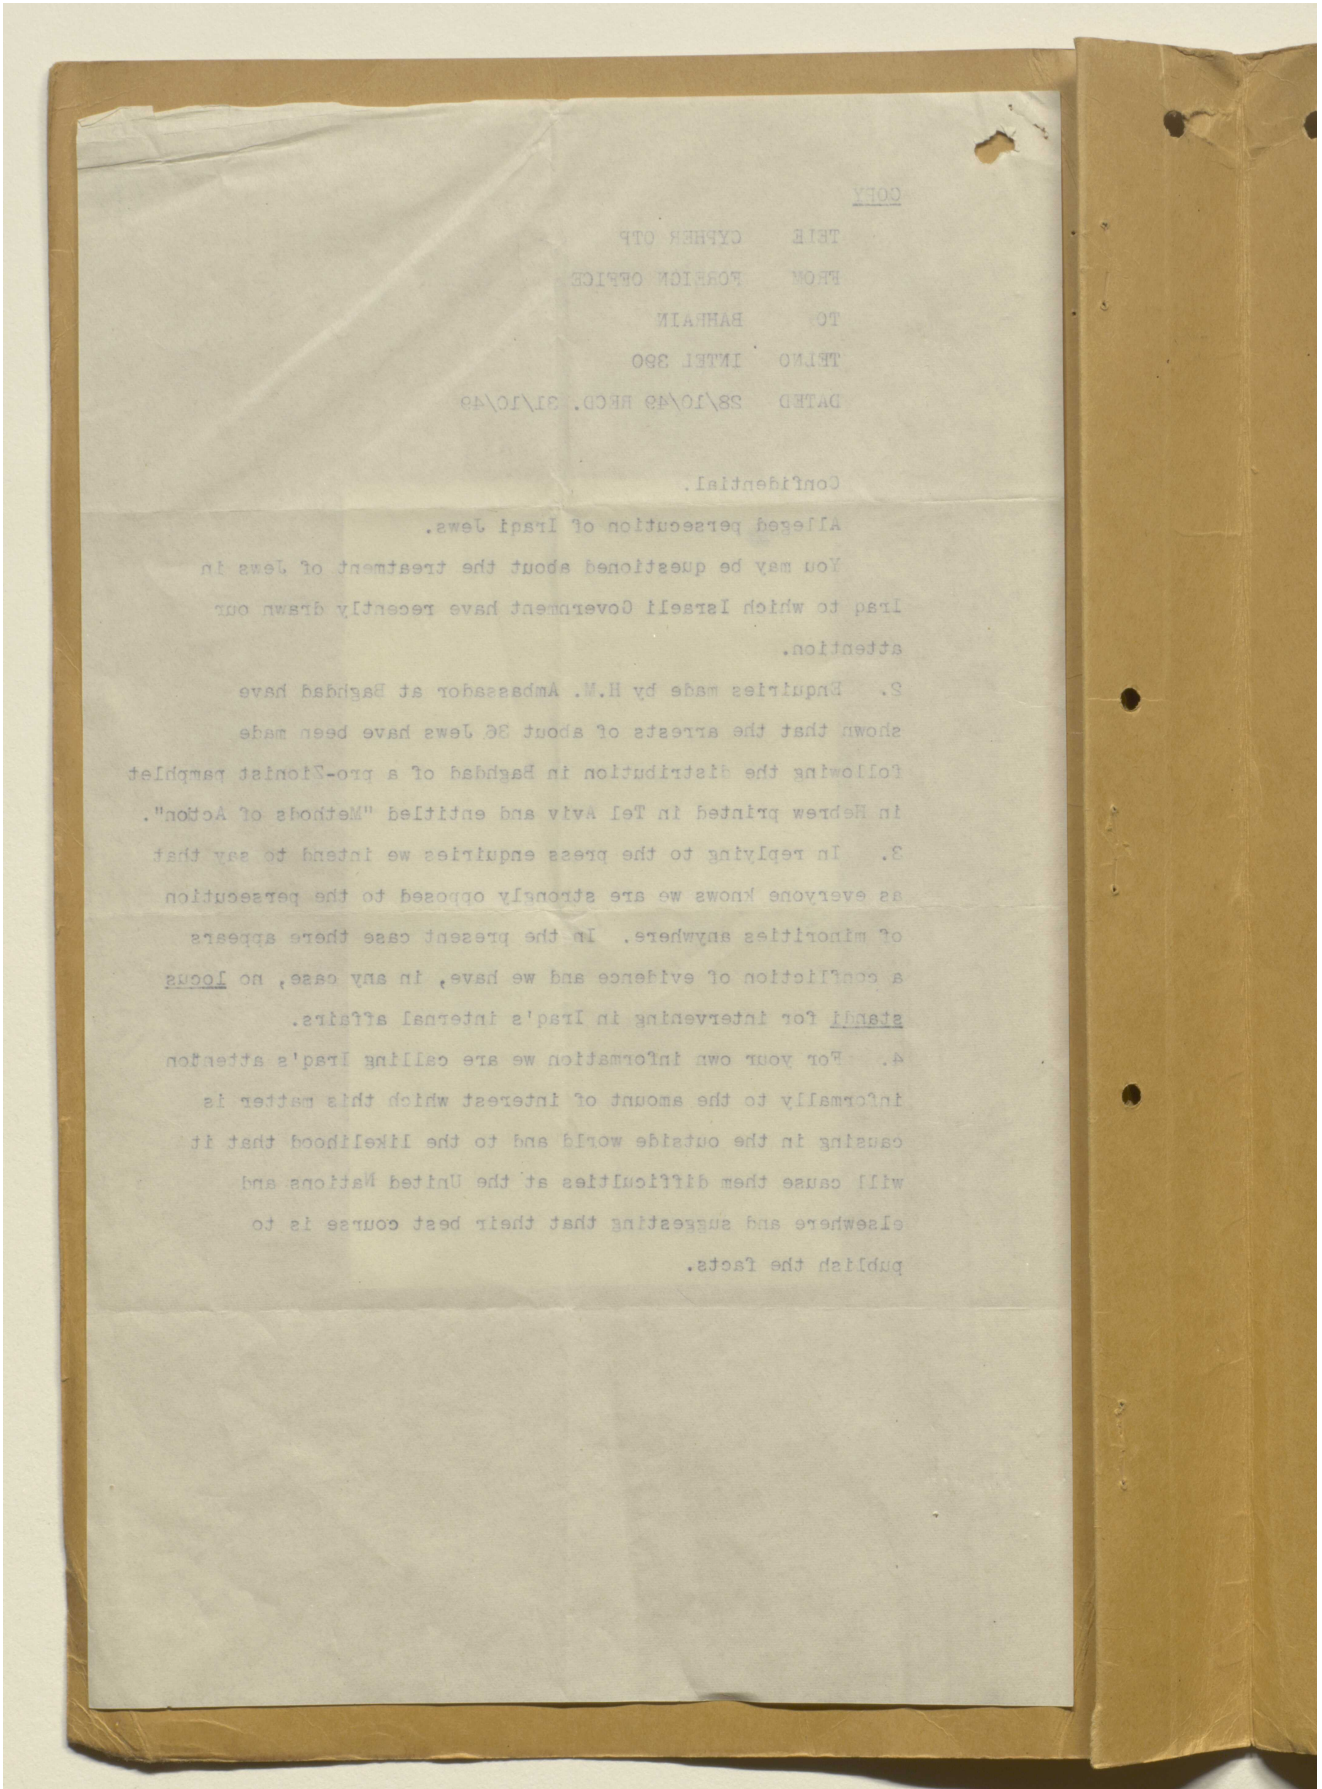 COPY
TELE CYPHER OTP
FROM FOREIGN OFFICE
TO BAHRAIN
TELNO INTEL 390
DATED 28/10/49 RECD. 31/10/49
Confidential.
Alleged persecution of Iraqi Jews.
You may be questioned about the treatment of Jews in
Iraq to which Israeli Government have recently drawn our
attention.
2. Enquiries made by H.M. Ambassador at Baghdad have
shown that the arrests of about 36 Jews have been made
following the distribution in Baghdad of a pro-Zionist pamphlet
in Hebrew printed in Tel Aviv and entitled "Methods of Acton".
3. In replying to the press enquiries we intend to say that
as everyone knows we are strongly opposed to the persecution
of minorities anywhere. In the present case there appears
a confliction of evidence and we have, in any case, no locus
standi for intervening in Iraq's internal affairs.
4. For your own information we are calling Iraq's attention
informally to the amount of interest which this matter is
causing in the outside world and to the likelihood that it
will cause them difficulties at the United Nations and
elsewhere and suggesting that their best course is to
publish the facts.